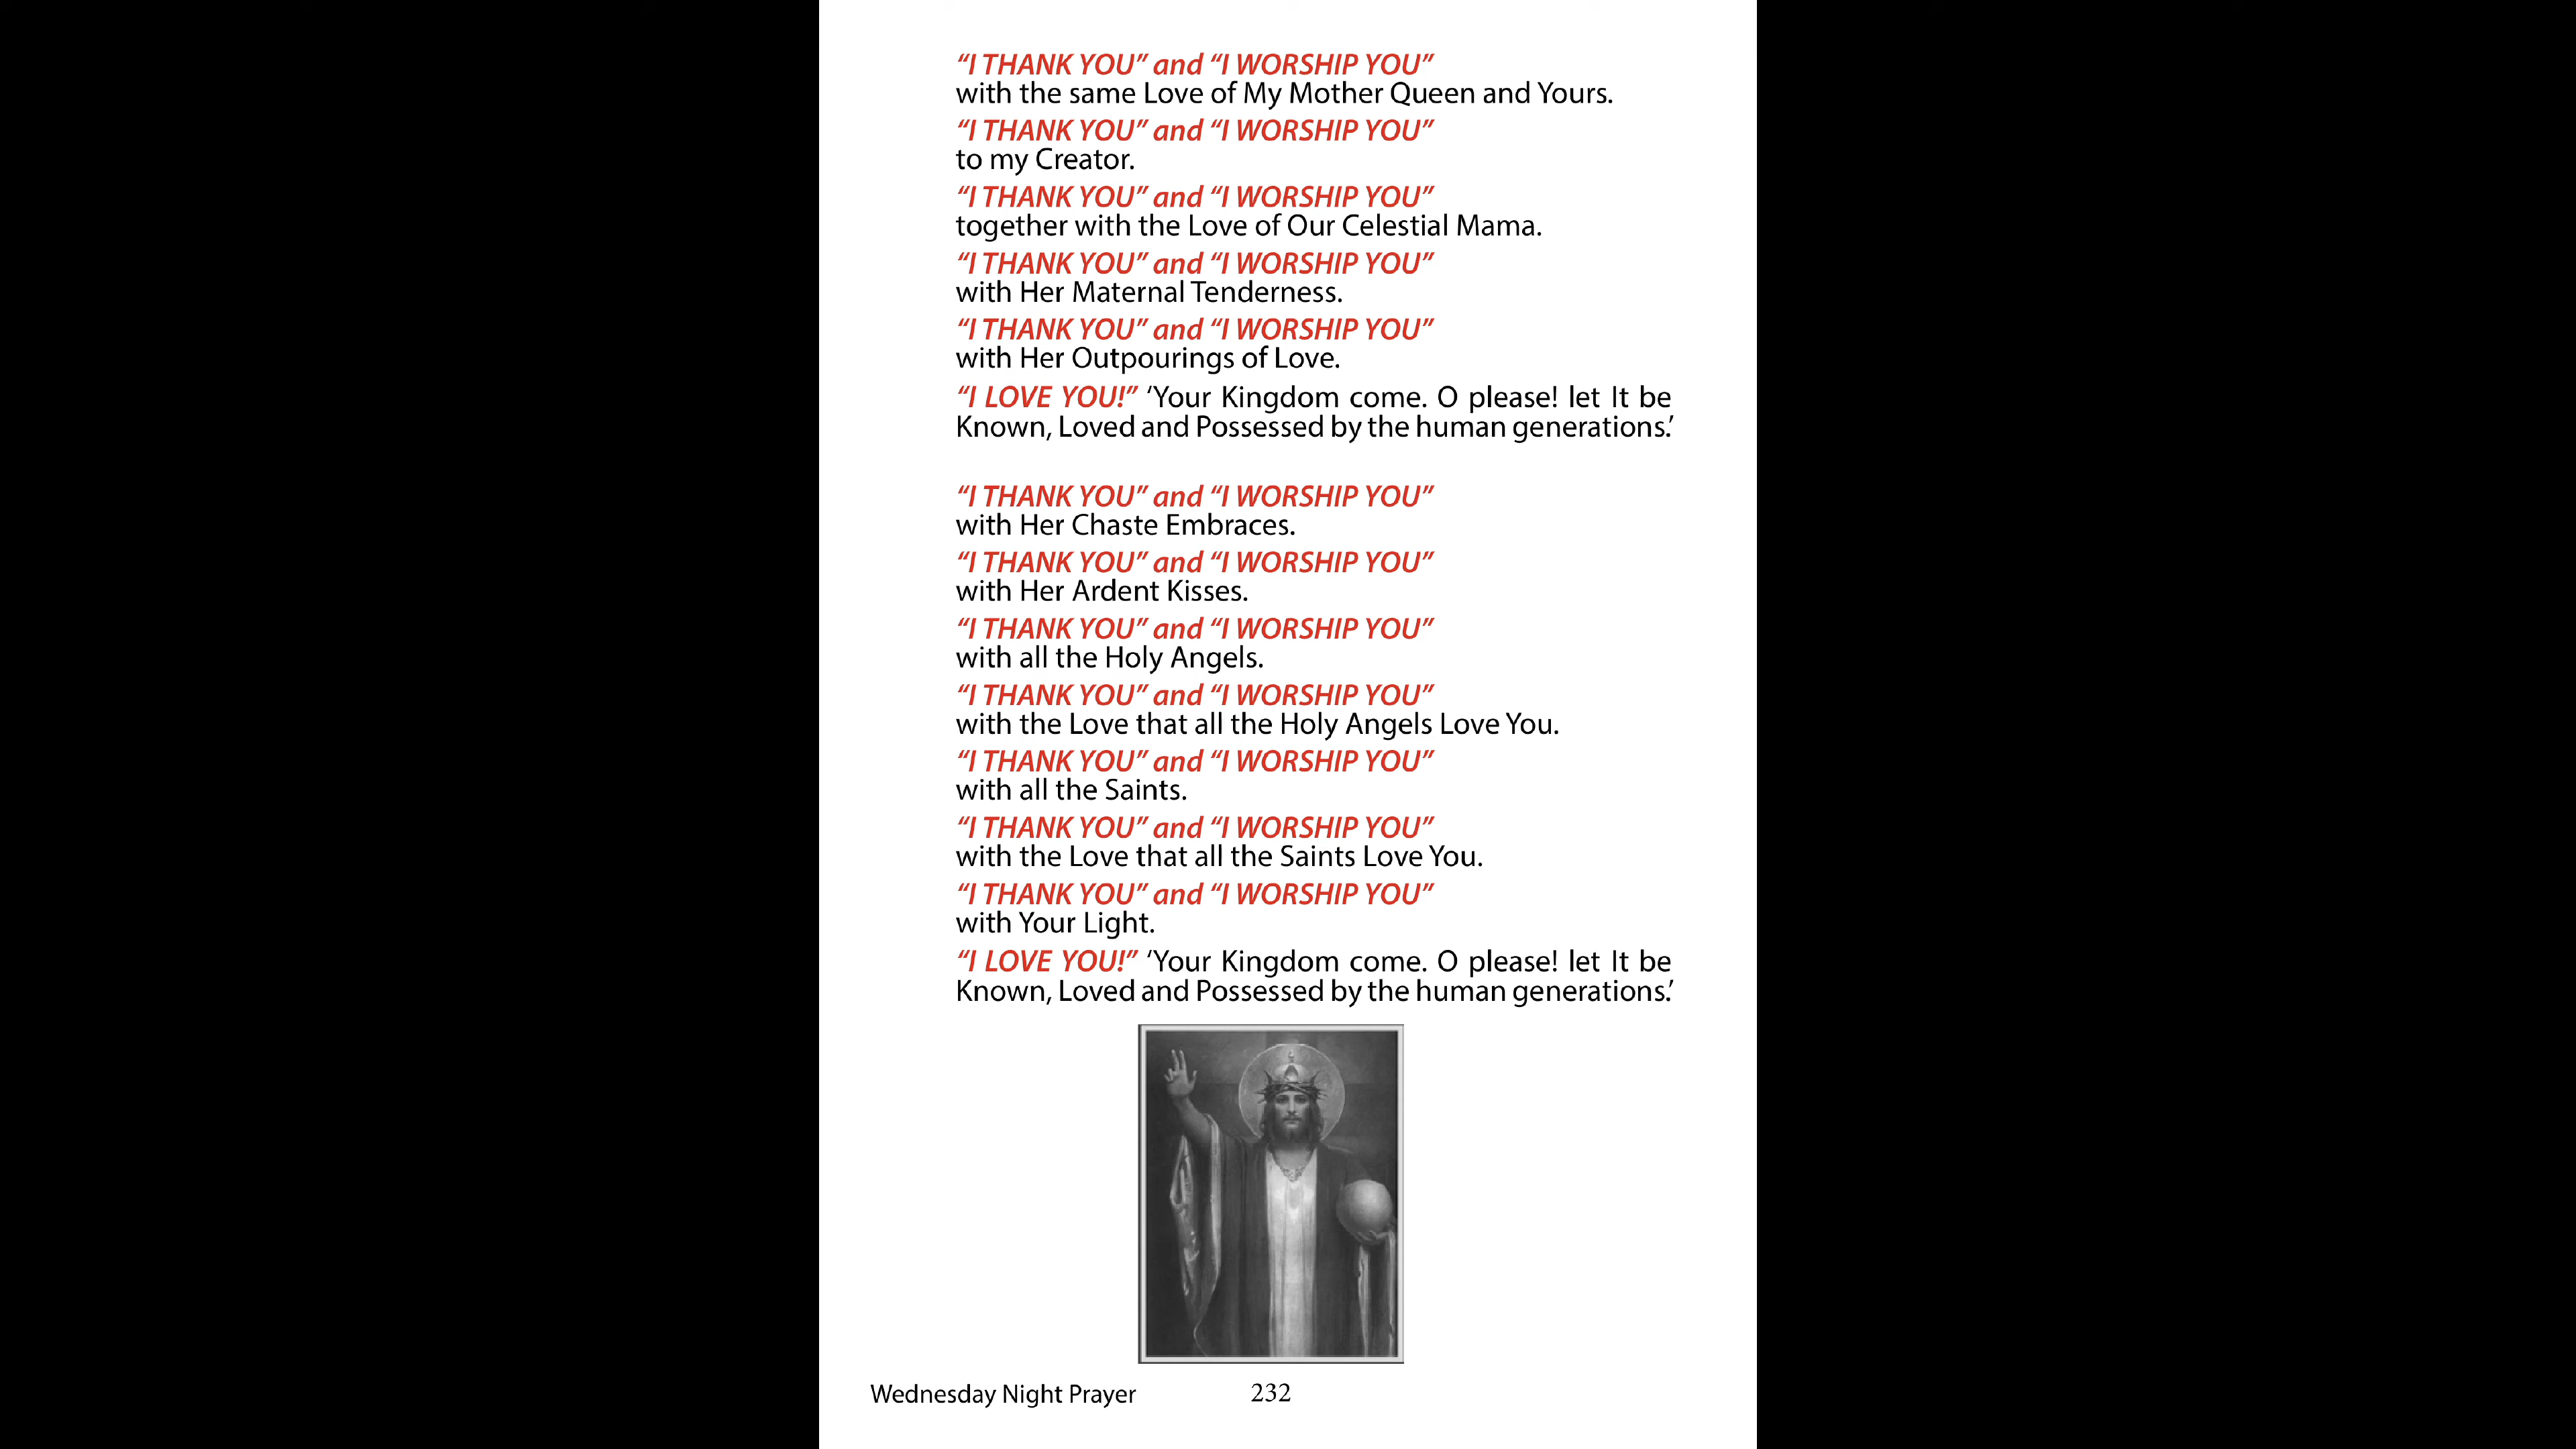 “I THANK YOU” and “I WORSHIP YOU”
with the same Love of My Mother Queen and Yours.
“I THANK YOU” and “I WORSHIP YOU”
to my Creator.
“I THANK YOU” and “I WORSHIP YOU”
together with the Love of Our Celestial Mama.
“I THANK YOU” and “I WORSHIP YOU”
with Her Maternal Tenderness.
“I THANK YOU” and “I WORSHIP YOU”
with Her Outpourings of Love.
“I LOVE YOU!” ‘Your Kingdom come. O please! let It be
Known, Loved and Possessed by the human generations.’
“I THANK YOU” and “I WORSHIP YOU”
with Her Chaste Embraces.
“I THANK YOU” and “I WORSHIP YOU”
with Her Ardent Kisses.
“I THANK YOU” and “I WORSHIP YOU”
with all the Holy Angels.
“I THANK YOU” and “I WORSHIP YOU”
with the Love that all the Holy Angels Love You.
“I THANK YOU” and “I WORSHIP YOU”
with all the Saints.
“I THANK YOU” and “I WORSHIP YOU”
with the Love that all the Saints Love You.
“I THANK YOU” and “I WORSHIP YOU”
with Your Light.
“I LOVE YOU!” ‘Your Kingdom come. O please! let It be
Known, Loved and Possessed by the human generations.’
Wednesday Night Prayer 232